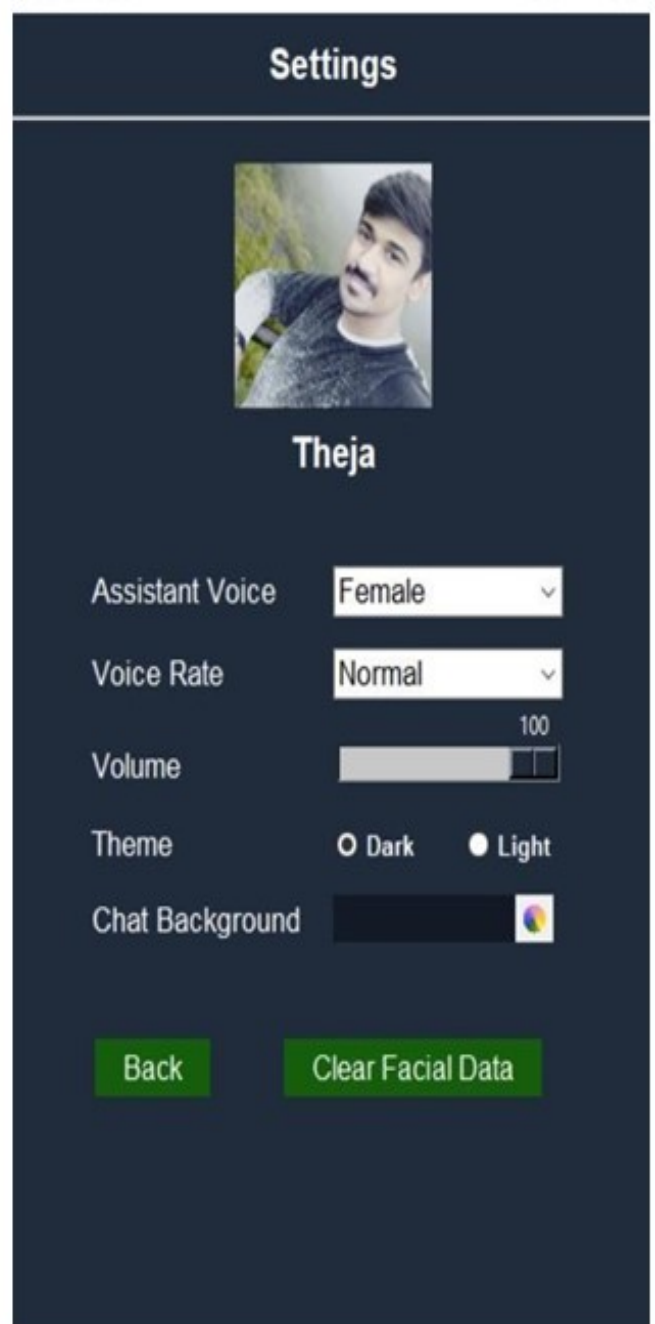 Settings
Theja
Assistant Voice Female
Voice Rate Normal
100
Volume
Theme Dark Light
Chat Background
Back Clear Facial Data